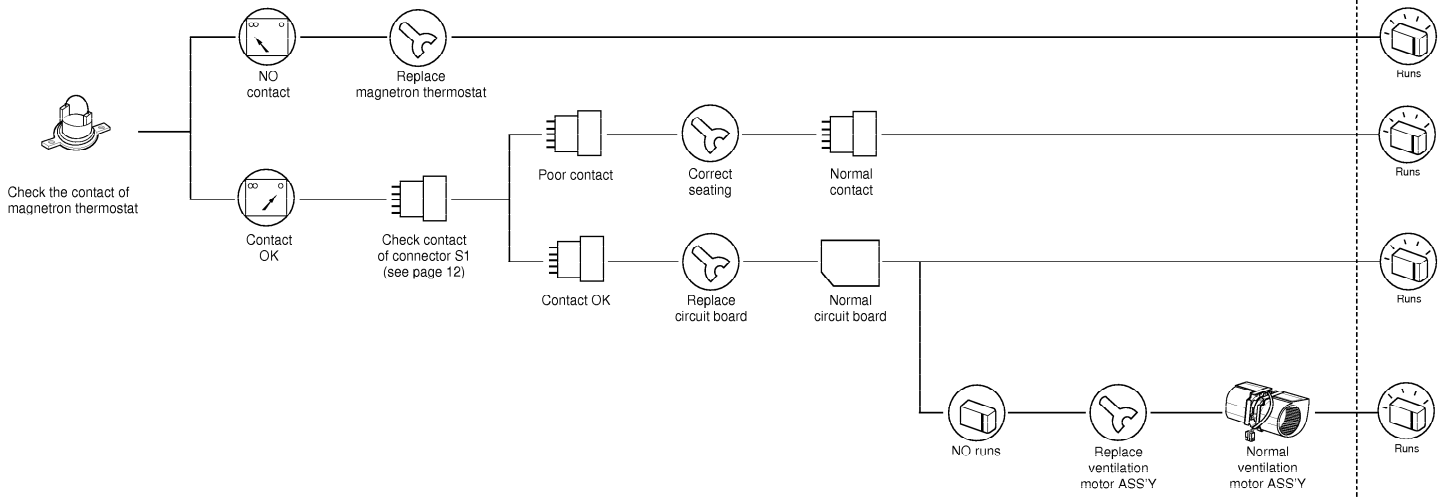 NO
contact
Replace
magnetron thermostat
Runs
Check the contact of
magnetron thermostat
Poor contact
Correct
seating
Normal
contact
Runs
Contact
OK
Check contact
of connector S1
(see page 12)
Contact OK
Replace
circuit board
Normal
circuit board
Runs
NO runs
Replace
ventilation
motor ASS'Y
Normal
ventilation
motor ASS'Y
Runs